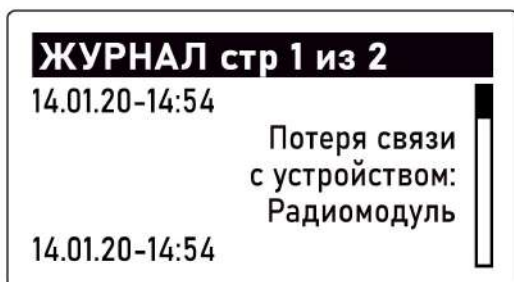 ЖУРНАЛ стр 1 из 2
14.01.20-14:54
Потеря связи
с устройством:
Радиомодуль
14.01.20-14:54